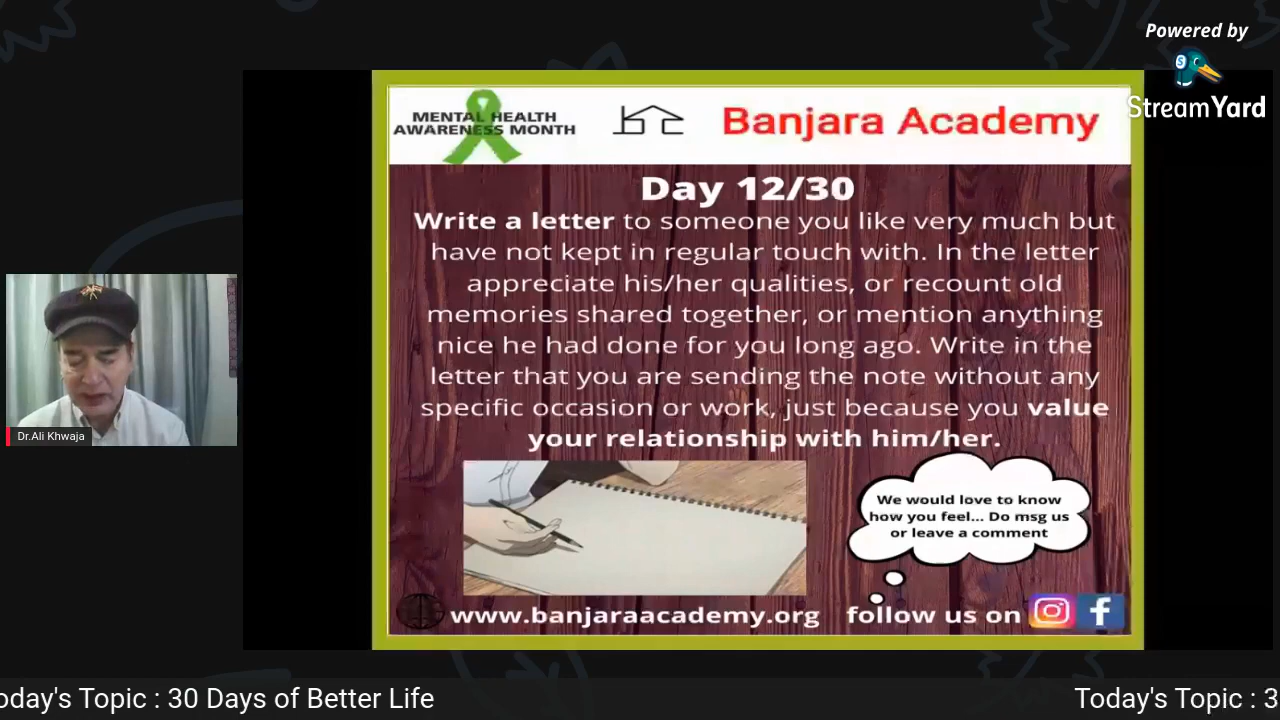 Powered by
StreamYard
MENTAL HEALTH
AWARENESS MONTH
Banjara Academy
Day 12/30
Write a letter to someone you like very much but
have not kept in regular touch with. In the letter
appreciate his/her qualities, or recount old
memories shared together, or mention anything
nice he had done for you long ago. Write in the
letter that you are sending the note without any
specific occasion or work, just because you value
your relationship with him/her.
We would love to know
how you feel... Do msg us
or leave a comment
www.banjaraacademy.org
follow us on
Dr.Ali Khwaja
oday's Topic : 30 Days of Better Life
Today's Topic : 3